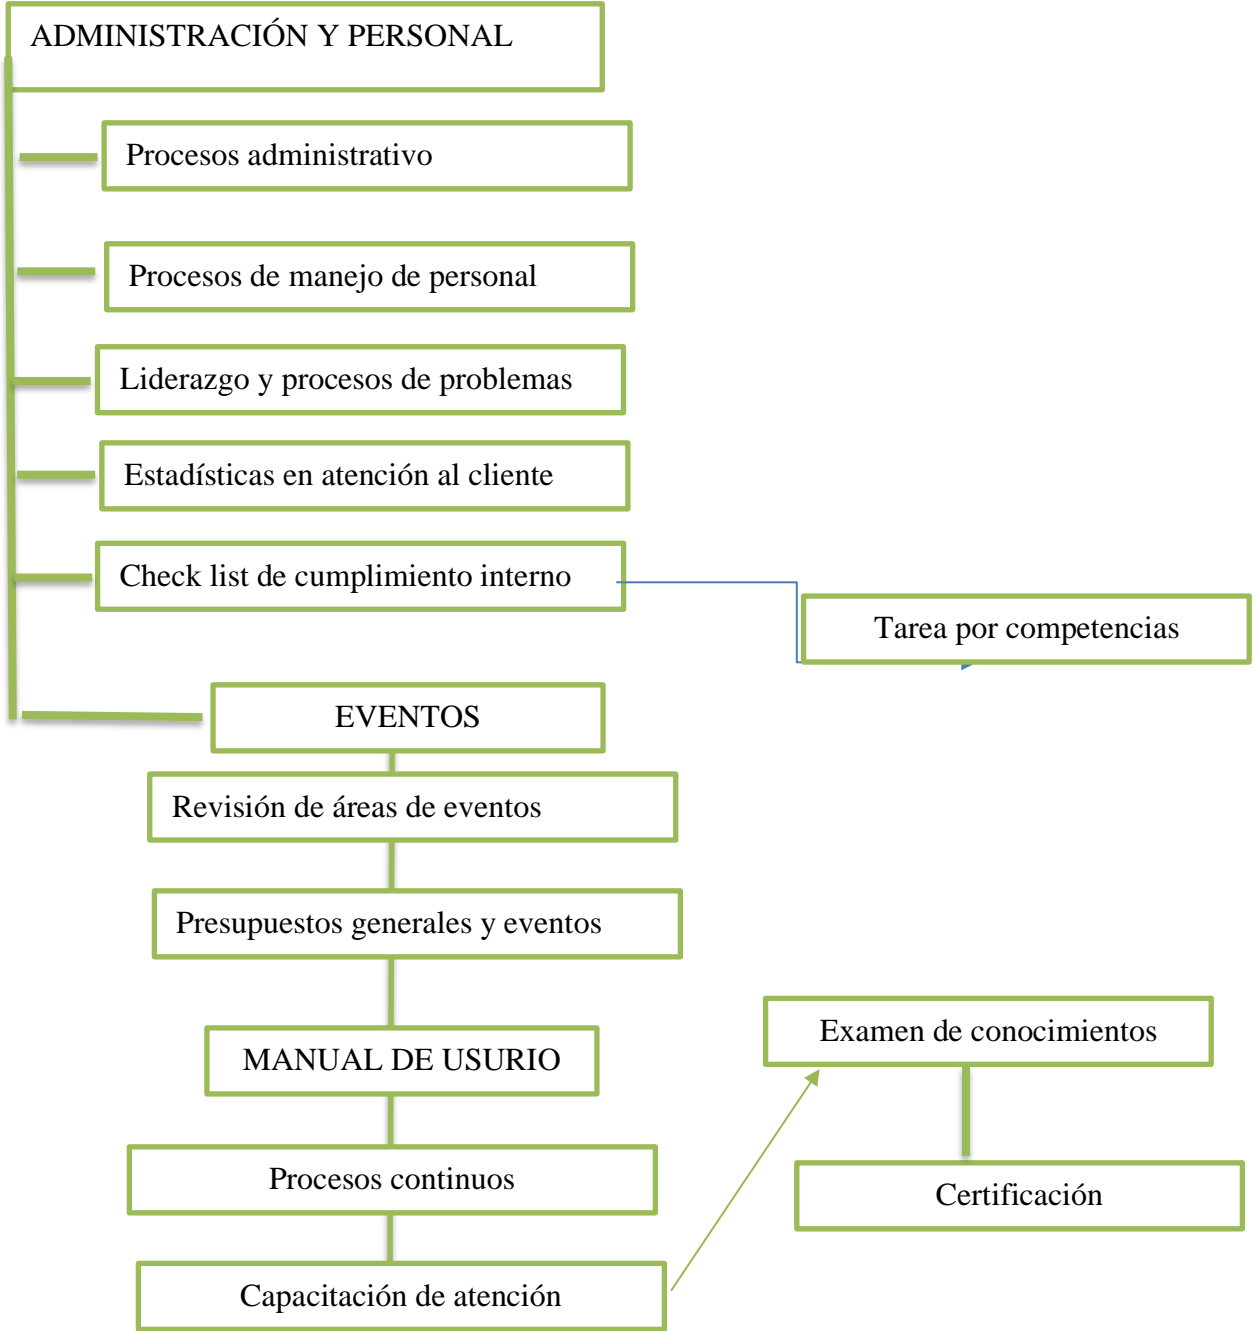 ADMINISTRACIÓN Y PERSONAL
Procesos administrativo
Procesos de manejo de personal
Liderazgo y procesos de problemas
Estadísticas en atención al cliente
Check list de cumplimiento interno
Tarea por competencias
EVENTOS
Revisión de áreas de eventos
Presupuestos generales y eventos
MANUAL DE USURIO
Procesos continuos
Capacitación de atención
Examen de conocimientos
Certificación